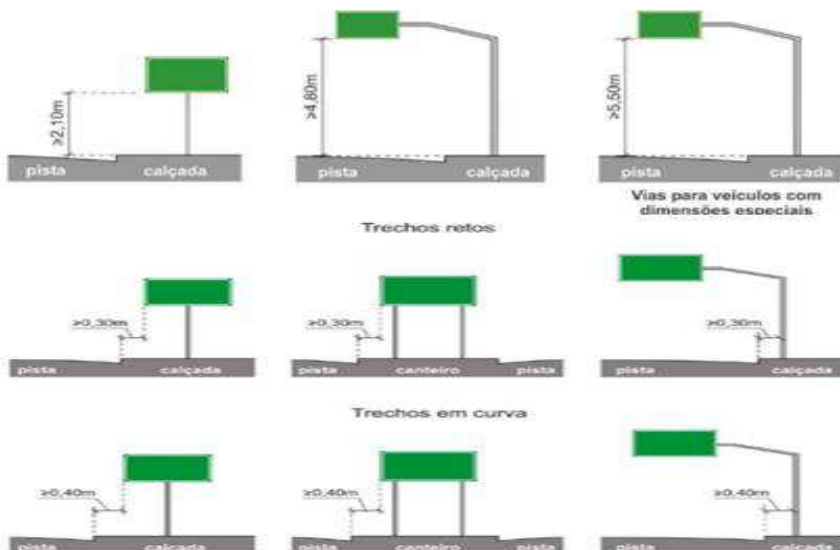 ≥2,10m
≥4,80m
≥5,50m
pista calçada
pista calçada
pista calçada
Vias para veículos com
dimensões especiais
Trechos retos
≥0,30m
≥0,30m
≥0,30m
pista calçada
pista canteiro pista
pista calçada
Trechos em curva
≥0,40m
≥0,40m
≥0,40m
pista calçada
pista canteiro pista
pista calçada